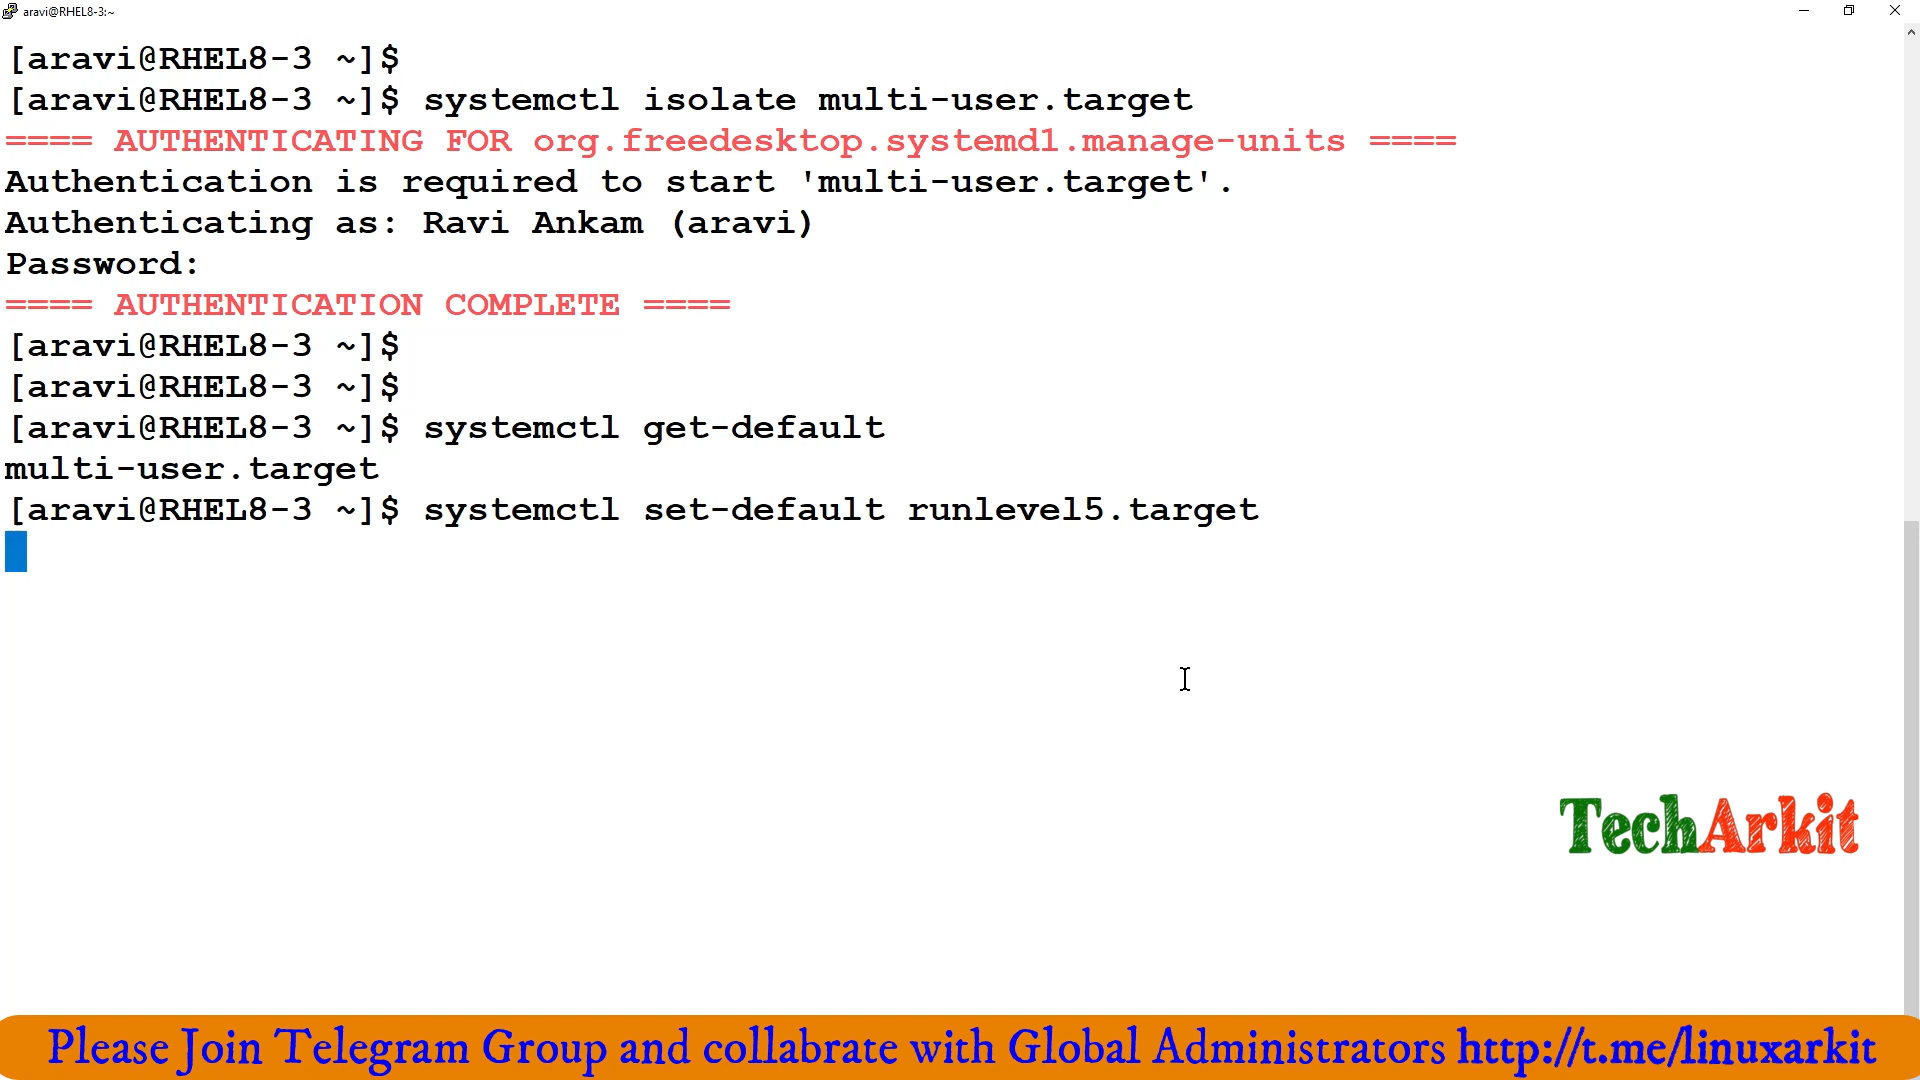 aravi@RHEL8-3:~
[aravi@RHEL8-3 ~]$
[aravi@RHEL8-3 ~]$ systemctl isolate multi-user.target
==== AUTHENTICATING FOR org.freedesktop.systemd1.manage-units ====
Authentication is required to start 'multi-user.target'.
Authenticating as: Ravi Ankam (aravi)
Password:
==== AUTHENTICATION COMPLETE ====
[aravi@RHEL8-3 ~]$
[aravi@RHEL8-3 ~]$
[aravi@RHEL8-3 ~]$ systemctl get-default
multi-user.target
[aravi@RHEL8-3 ~]$ systemctl set-default runlevel5.target
TechArkit
Please Join Telegram Group and collabrate with Global Administrators http://t.me/linuxarkit